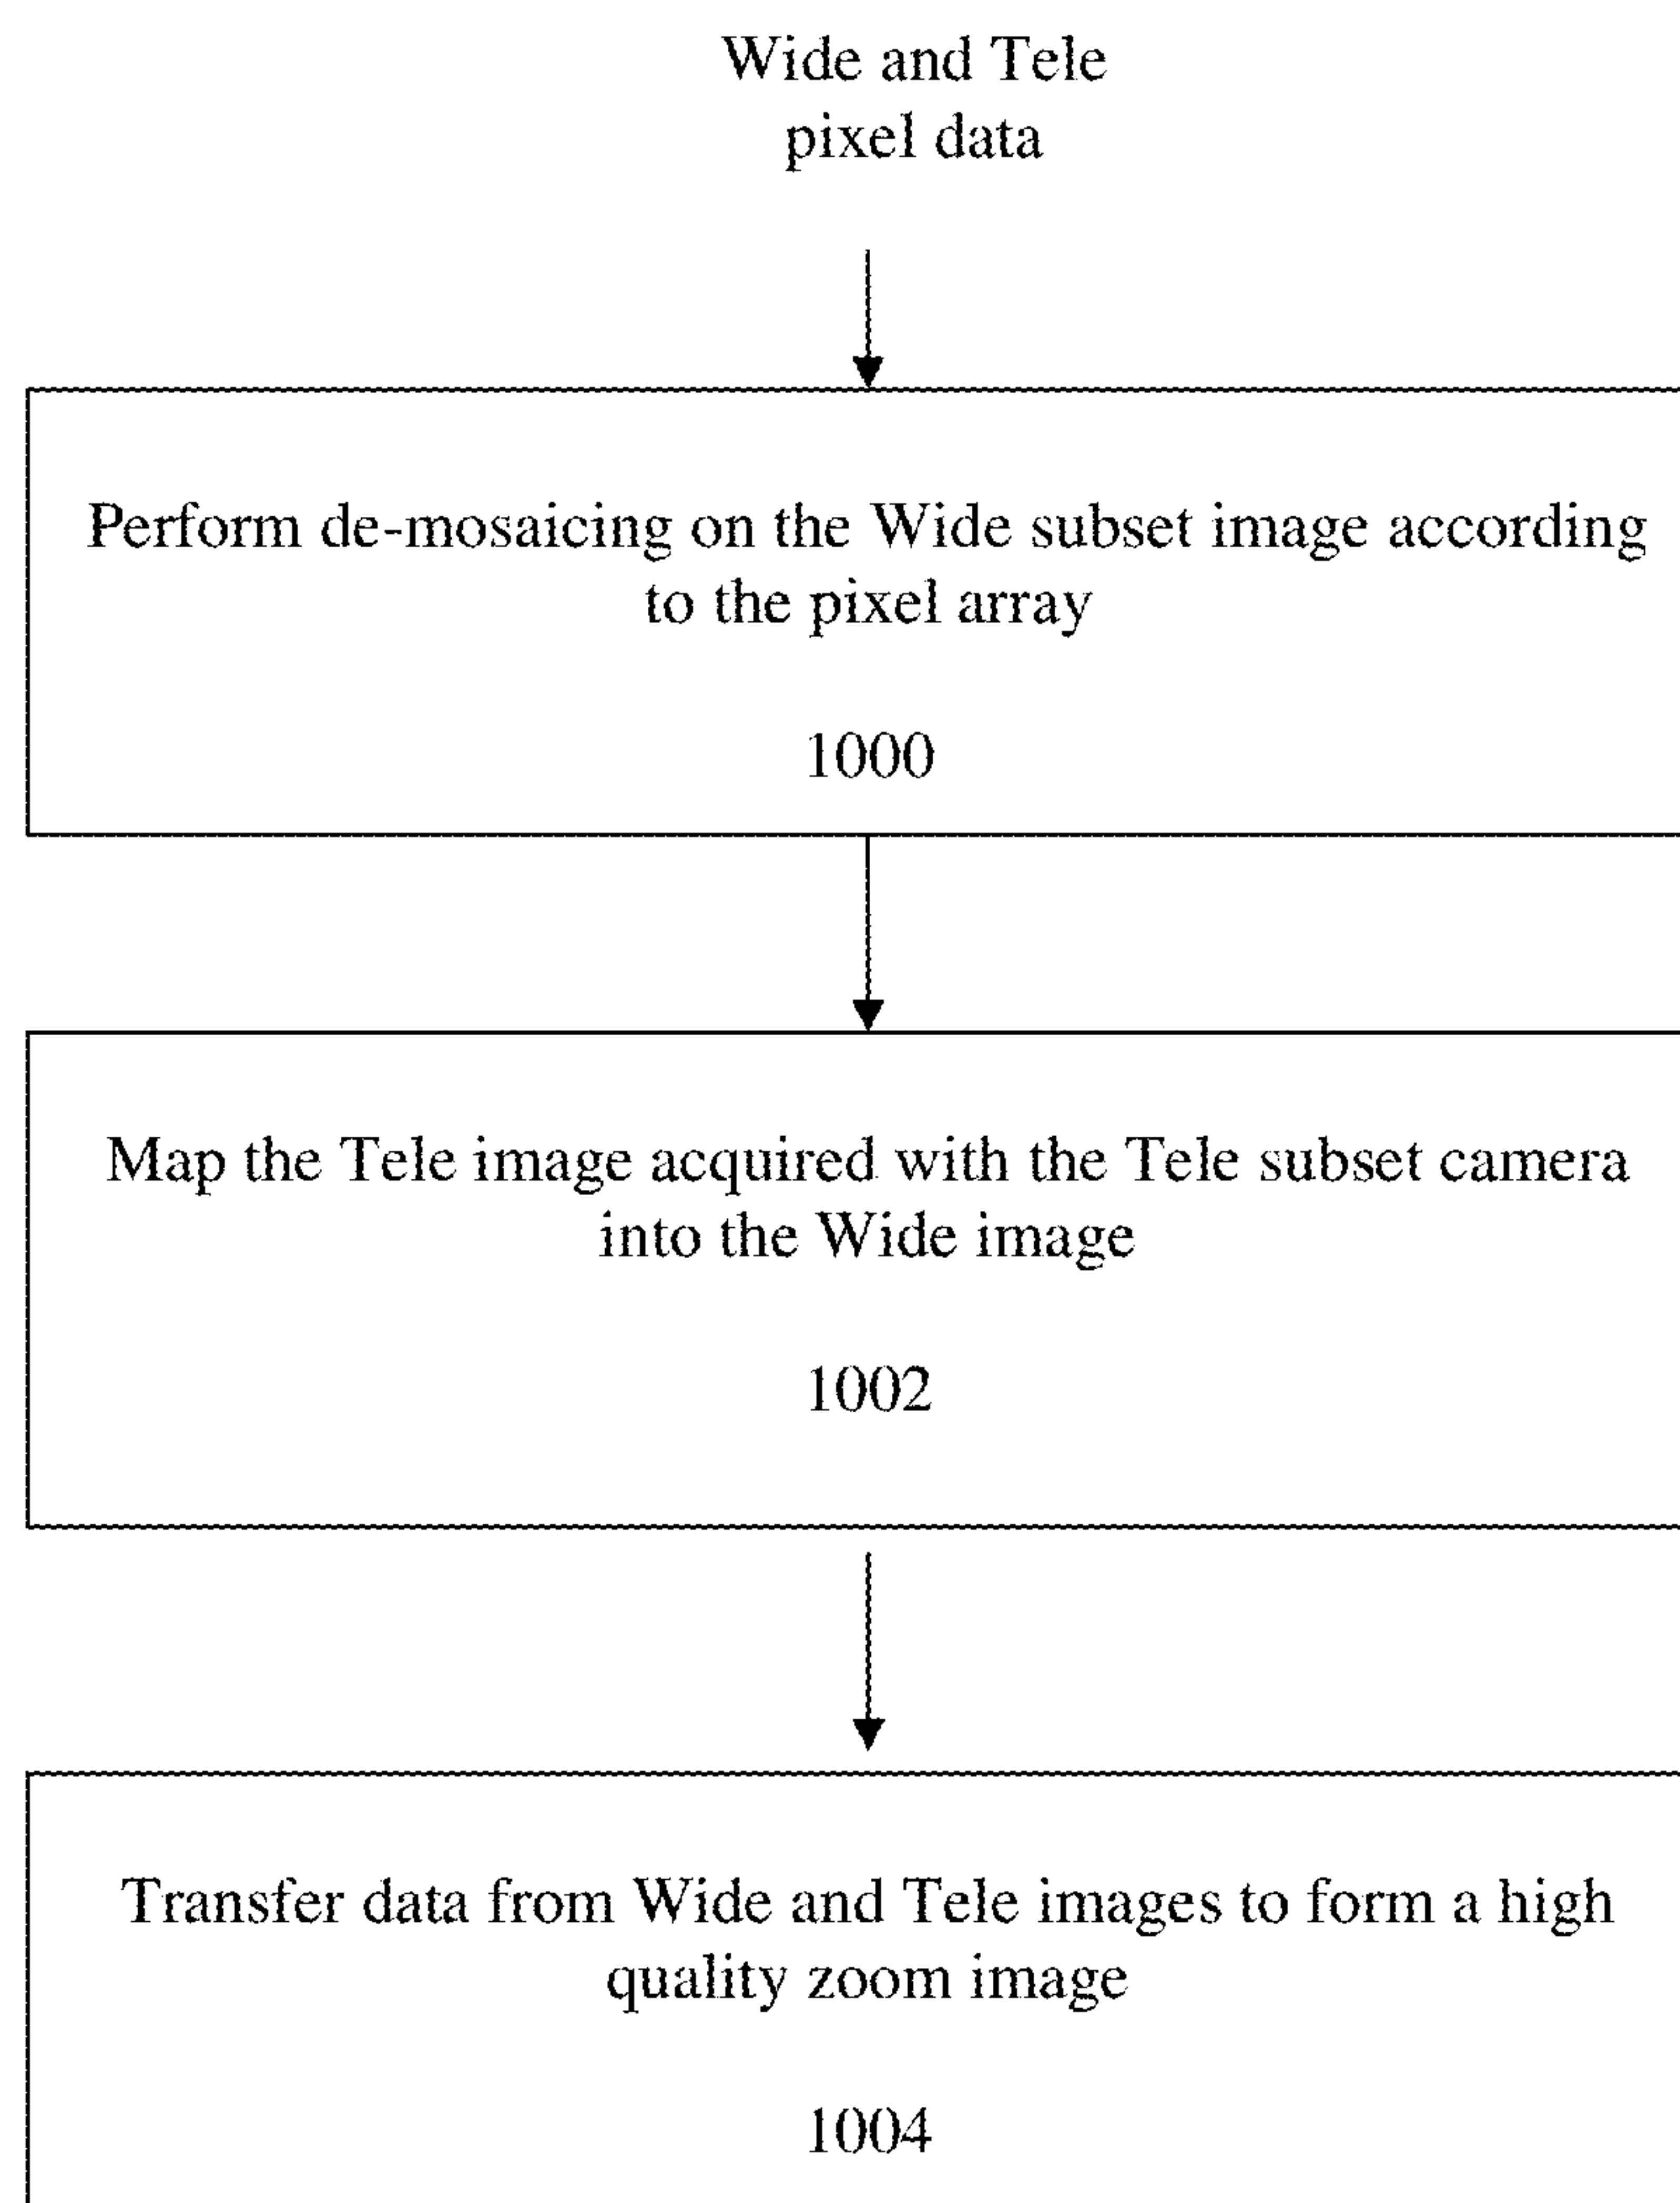 Wide and Tele
pixel data
Perform de-mosaicing on the Wide subset image according
to the pixel array
1000
Map the Tele image acquired with the Tele subset camera
into the Wide image
1002
Transfer data from Wide and Tele images to form a high
quality zoom image
1004